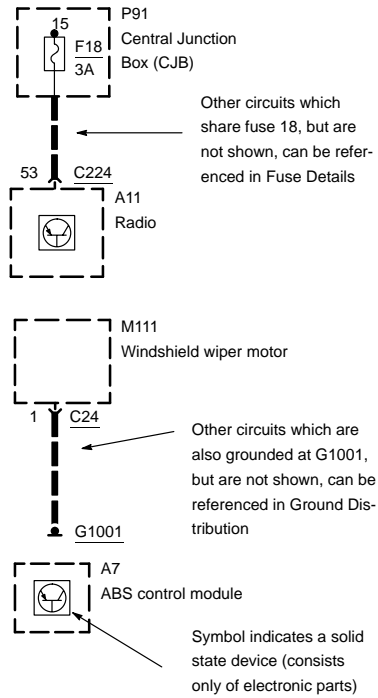 P91
15
Central Junction
F18
Box (CJB)
3A
Other circuits which
share fuse 18, but are
not shown, can be refer-
enced in Fuse Details
53 C224
A11
Radio
M111
Windshield wiper motor
1 C24
Other circuits which are
also grounded at G1001,
but are not shown, can be
referenced in Ground Dis-
tribution
G1001
A7
ABS control module
Symbol indicates a solid
state device (consists
only of electronic parts)